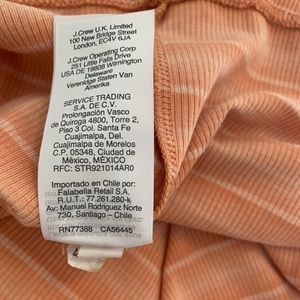 J.Crew U.K. Limited
100 New Bridge Street
London, EC4V 6JA
J.Crew Operating Corp
251 Little Falls Drive
USA DE 19808 Wilmington
Delaware
Verenigde Staten Van
Amerika
SERVICE TRADING
S.A. DE C.V.
Prolongación Vasco
de Quiroga 4800, Torre 2,
Piso 3 Col. Santa Fe
Cuajimalpa Del.
Cuajimalpa de Morelos
C.P. 05348, Ciudad de
México, MÉXICO
RFC: STR921014AR0
Importado en Chile por:
Falabella Retail S.A.
R.U.T.: 77.261.280-k
Av: Manuel Rodriguez Norte
730, Santiago - Chile
RN77388 CA56445